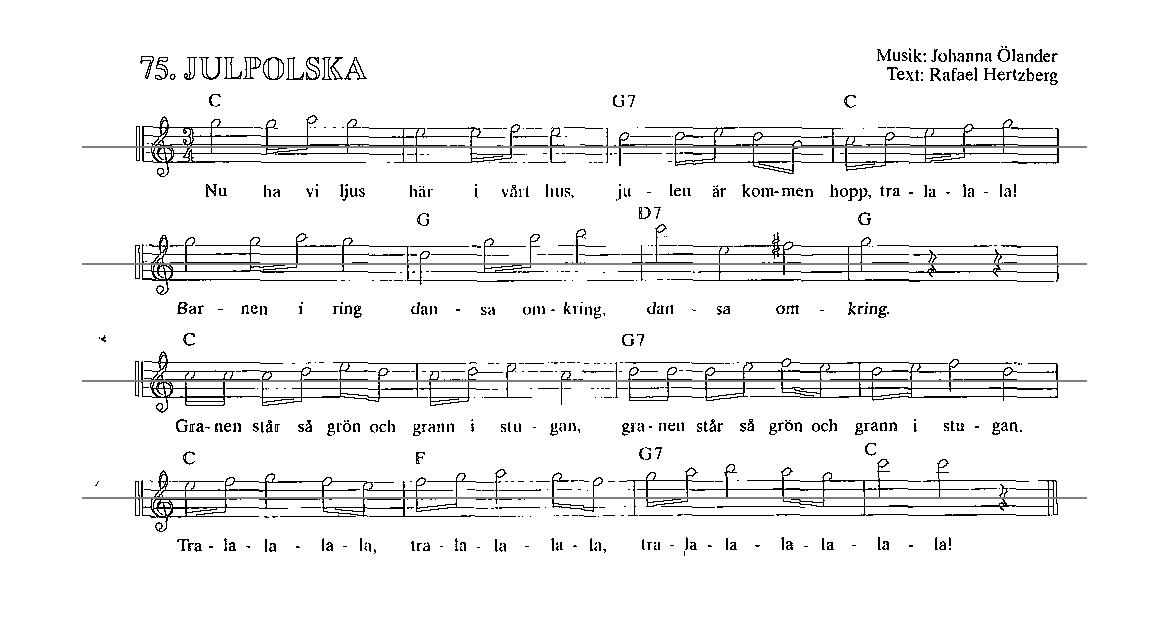 75. JULPOLSKA
Musik: Johanna Ölander
Text: Rafael Hertzberg
C G7 C
3
4
Nu ha vi ljus här i vårt hus, ju - len är kom-men hopp, tra - la - la - la!
G D7 G
Bar - nen i ring dan - sa om - kring, dan - sa om - kring.
C G7
Gra-nen står så grön och grann i stu - gan, gra-nen står så grön och grann i stu - gan.
C F G7 C
Tra - la - la - la - la, tra - la - la - la - la, tra - la - la - la - la - la - la!